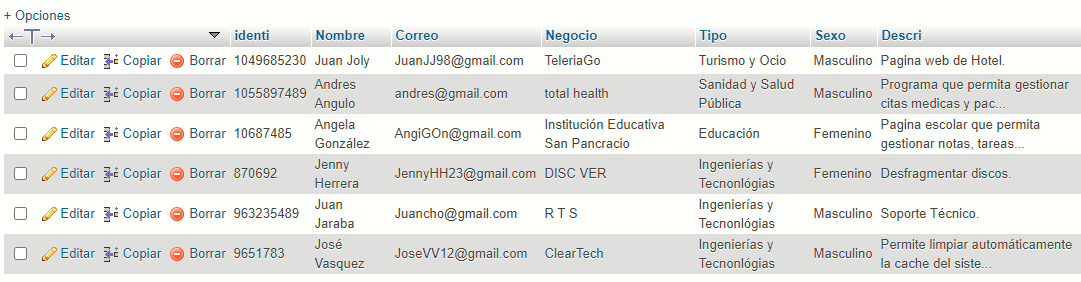 + Opciones
←T→ identi Nombre Correo Negocio Tipo Sexo Descri
Editar Copiar Borrar 1049685230 Juan Joly JuanJJ98@gmail.com TeleriaGo Turismo y Ocio Masculino Pagina web de Hotel.
Editar Copiar Borrar 1055897489 Andres Angulo andres@gmail.com total health Sanidad y Salud Pública Masculino Programa que permita gestionar citas medicas y pac...
Editar Copiar Borrar 10687485 Angela González AngiGOn@gmail.com Institución Educativa San Pancracio Educación Femenino Pagina escolar que permita gestionar notas, tareas...
Editar Copiar Borrar 870692 Jenny Herrera JennyHH23@gmail.com DISC VER Ingenierías y Tecnonlógias Femenino Desfragmentar discos.
Editar Copiar Borrar 963235489 Juan Jaraba Juancho@gmail.com R T S Ingenierías y Tecnonlógias Masculino Soporte Técnico.
Editar Copiar Borrar 9651783 José Vasquez JoseVV12@gmail.com ClearTech Ingenierías y Tecnonlógias Masculino Permite limpiar automáticamente la cache del siste...